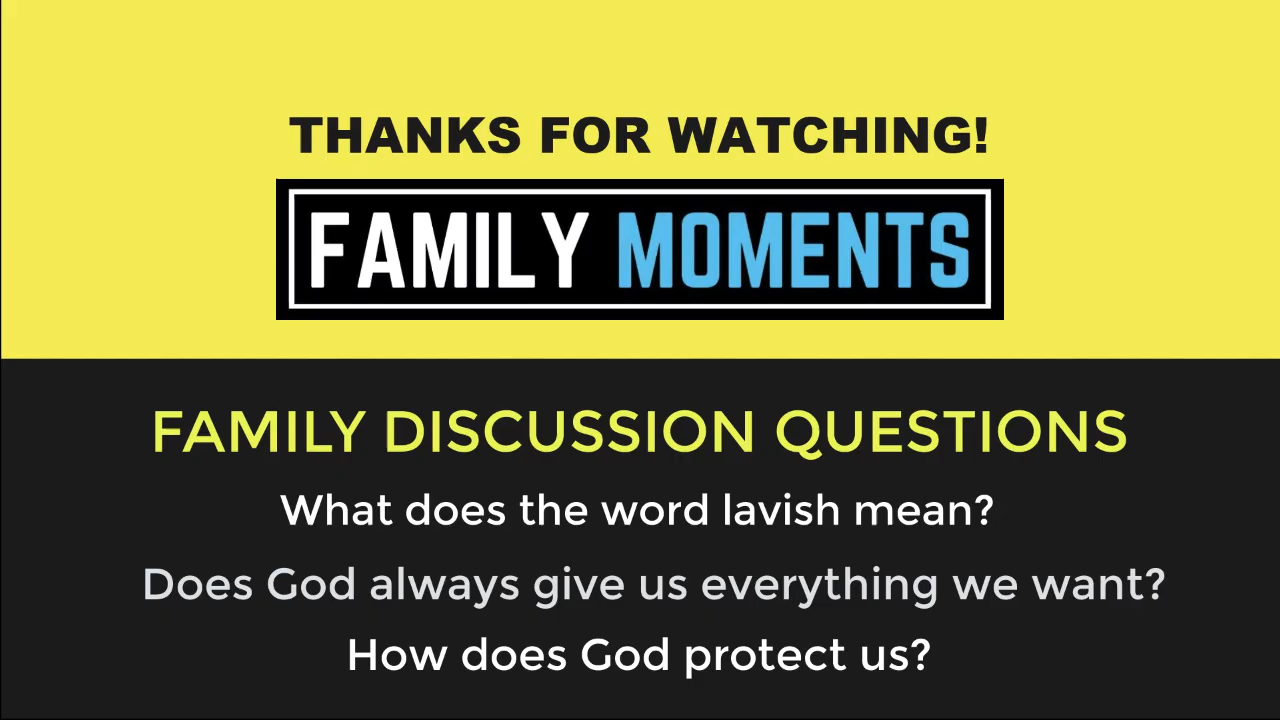 THANKS FOR WATCHING!
FAMILY MOMENTS
FAMILY DISCUSSION QUESTIONS
What does the word lavish mean?
Does God always give us everything we want?
How does God protect us?